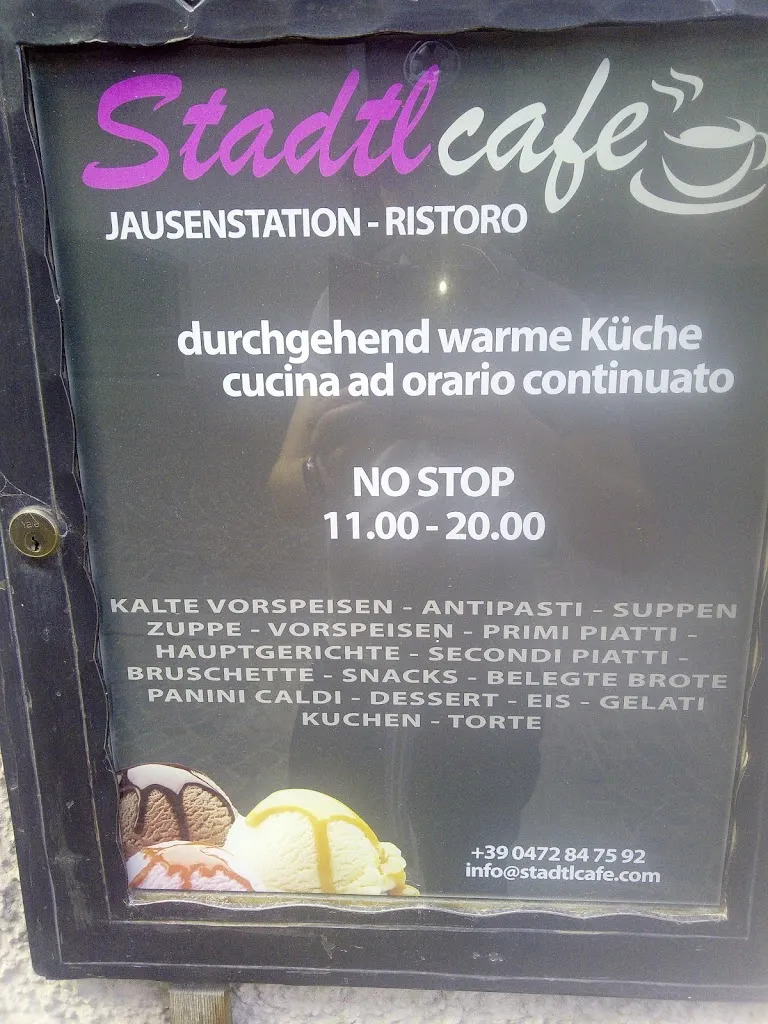 Stadtlcafe
JAUSENSTATION - RISTORO
durchgehend warme Küche
cucina ad orario continuato
NO STOP
11.00 - 20.00
KALTE VORSPEISEN - ANTIPASTI - SUPPEN
ZUPPE - VORSPEISEN - PRIMI PIATTI -
HAUPTGERICHTE - SECONDI PIATTI -
BRUSCHETTE - SNACKS - BELEGTE BROTE
PANINI CALDI - DESSERT - EIS - GELATI
KUCHEN - TORTE
+39 0472 84 75 92
info@stadtlcafe.com
Yale